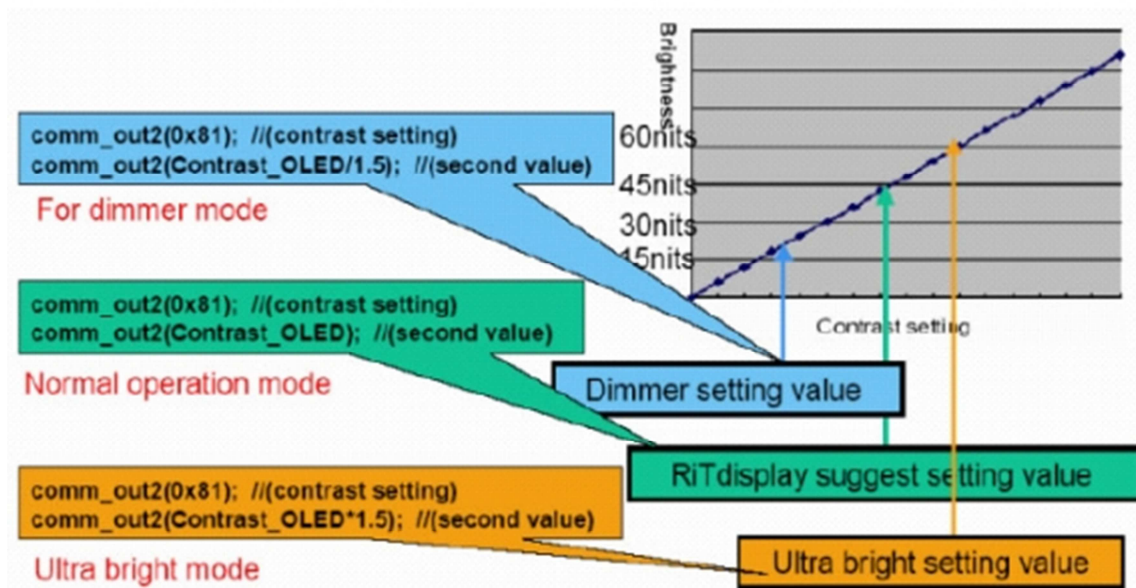 Brightness
comm_out2(0x81); //(contrast setting)
comm_out2(Contrast_OLED/1.5); //(second value)
For dimmer mode
60nits
45nits
30nits
15nits
Contrast setting
comm_out2(0x81); //(contrast setting)
comm_out2(Contrast_OLED); //(second value)
Normal operation mode
Dimmer setting value
RiTdisplay suggest setting value
comm_out2(0x81); //(contrast setting)
comm_out2(Contrast_OLED*1.5); //(second value)
Ultra bright mode
Ultra bright setting value